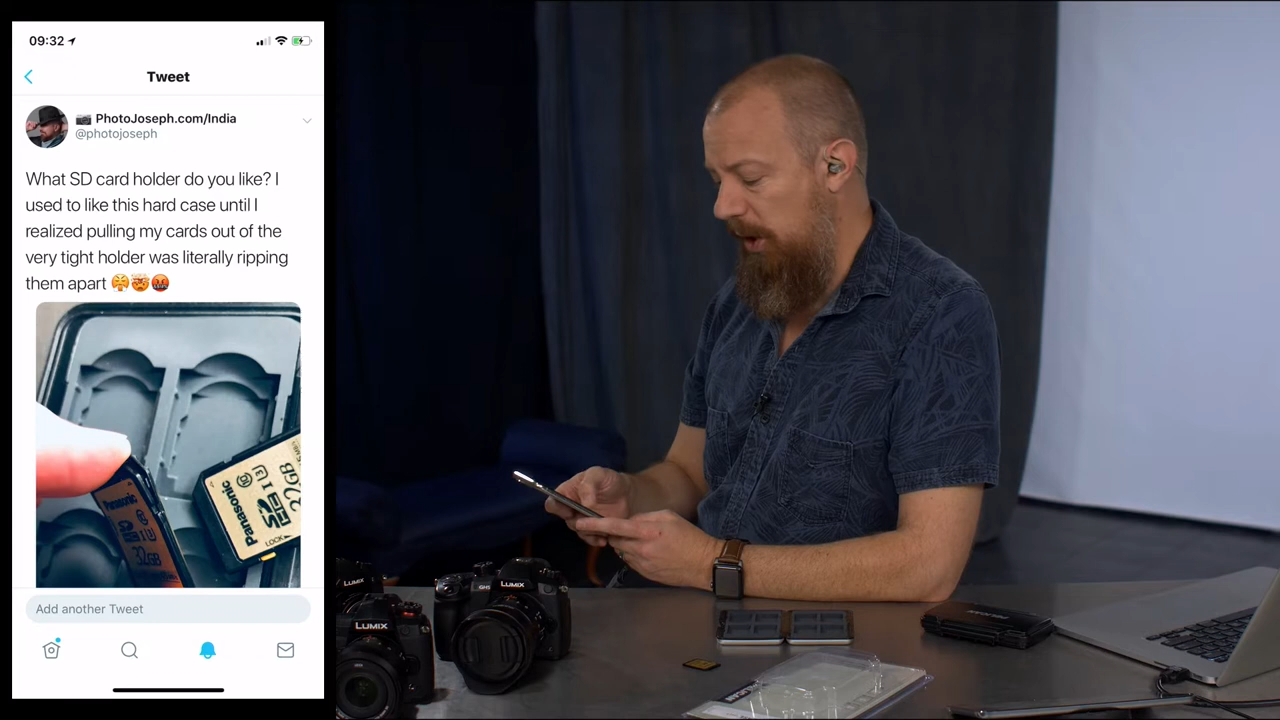 09:32
Tweet
PhotoJoseph.com/India
@photojoseph
What SD card holder do you like? I
used to like this hard case until I
realized pulling my cards out of the
very tight holder was literally ripping
them apart
Panasonic
32GB
Panasonic
32GB
LOCK
Add another Tweet
LUMIX
LUMIX
LUMIX
GH5